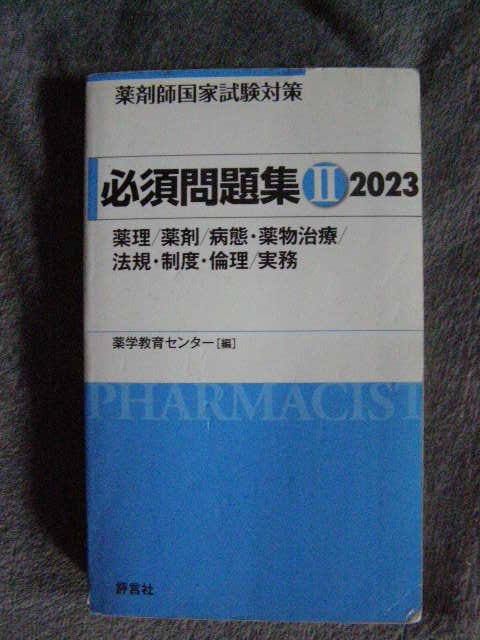 薬剤師国家試験対策
必須問題集Ⅱ2023
薬理/薬剤/病態・薬物治療/
法規・制度・倫理/実務
薬学教育センター[編]
PHARMACIST
評言社